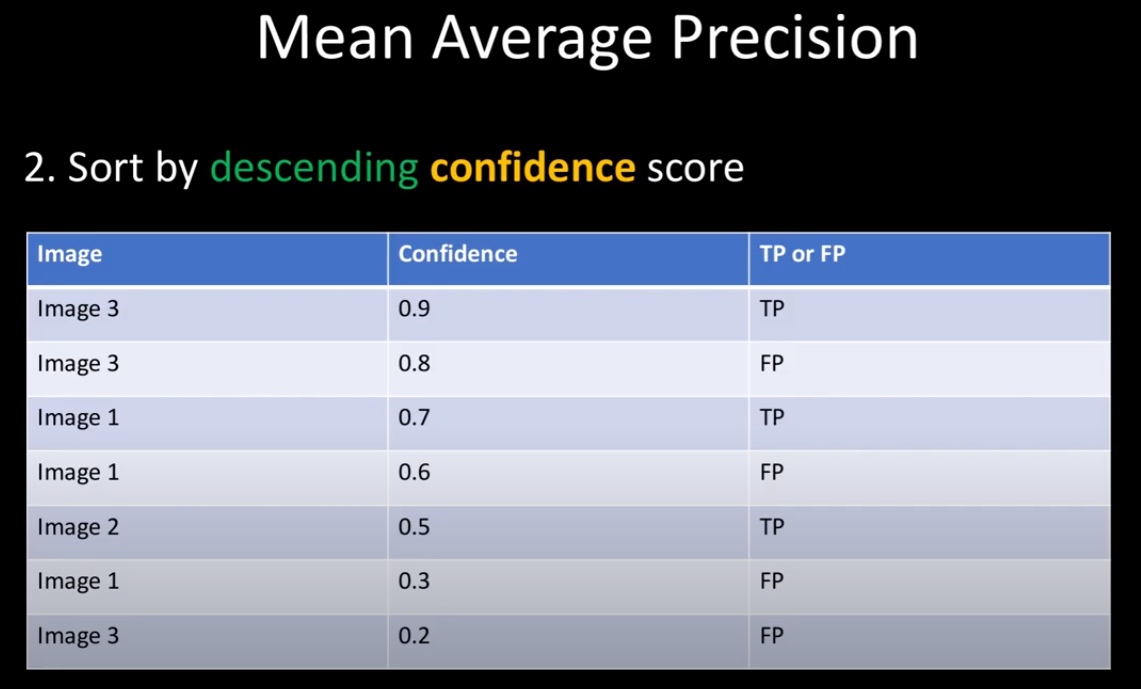 Mean Average Precision
2. Sort by descending confidence score
Image Confidence TP or FP
Image 3 0.9 TP
Image 3 0.8 FP
Image 1 0.7 TP
Image 1 0.6 FP
Image 2 0.5 TP
Image 1 0.3 FP
Image 3 0.2 FP